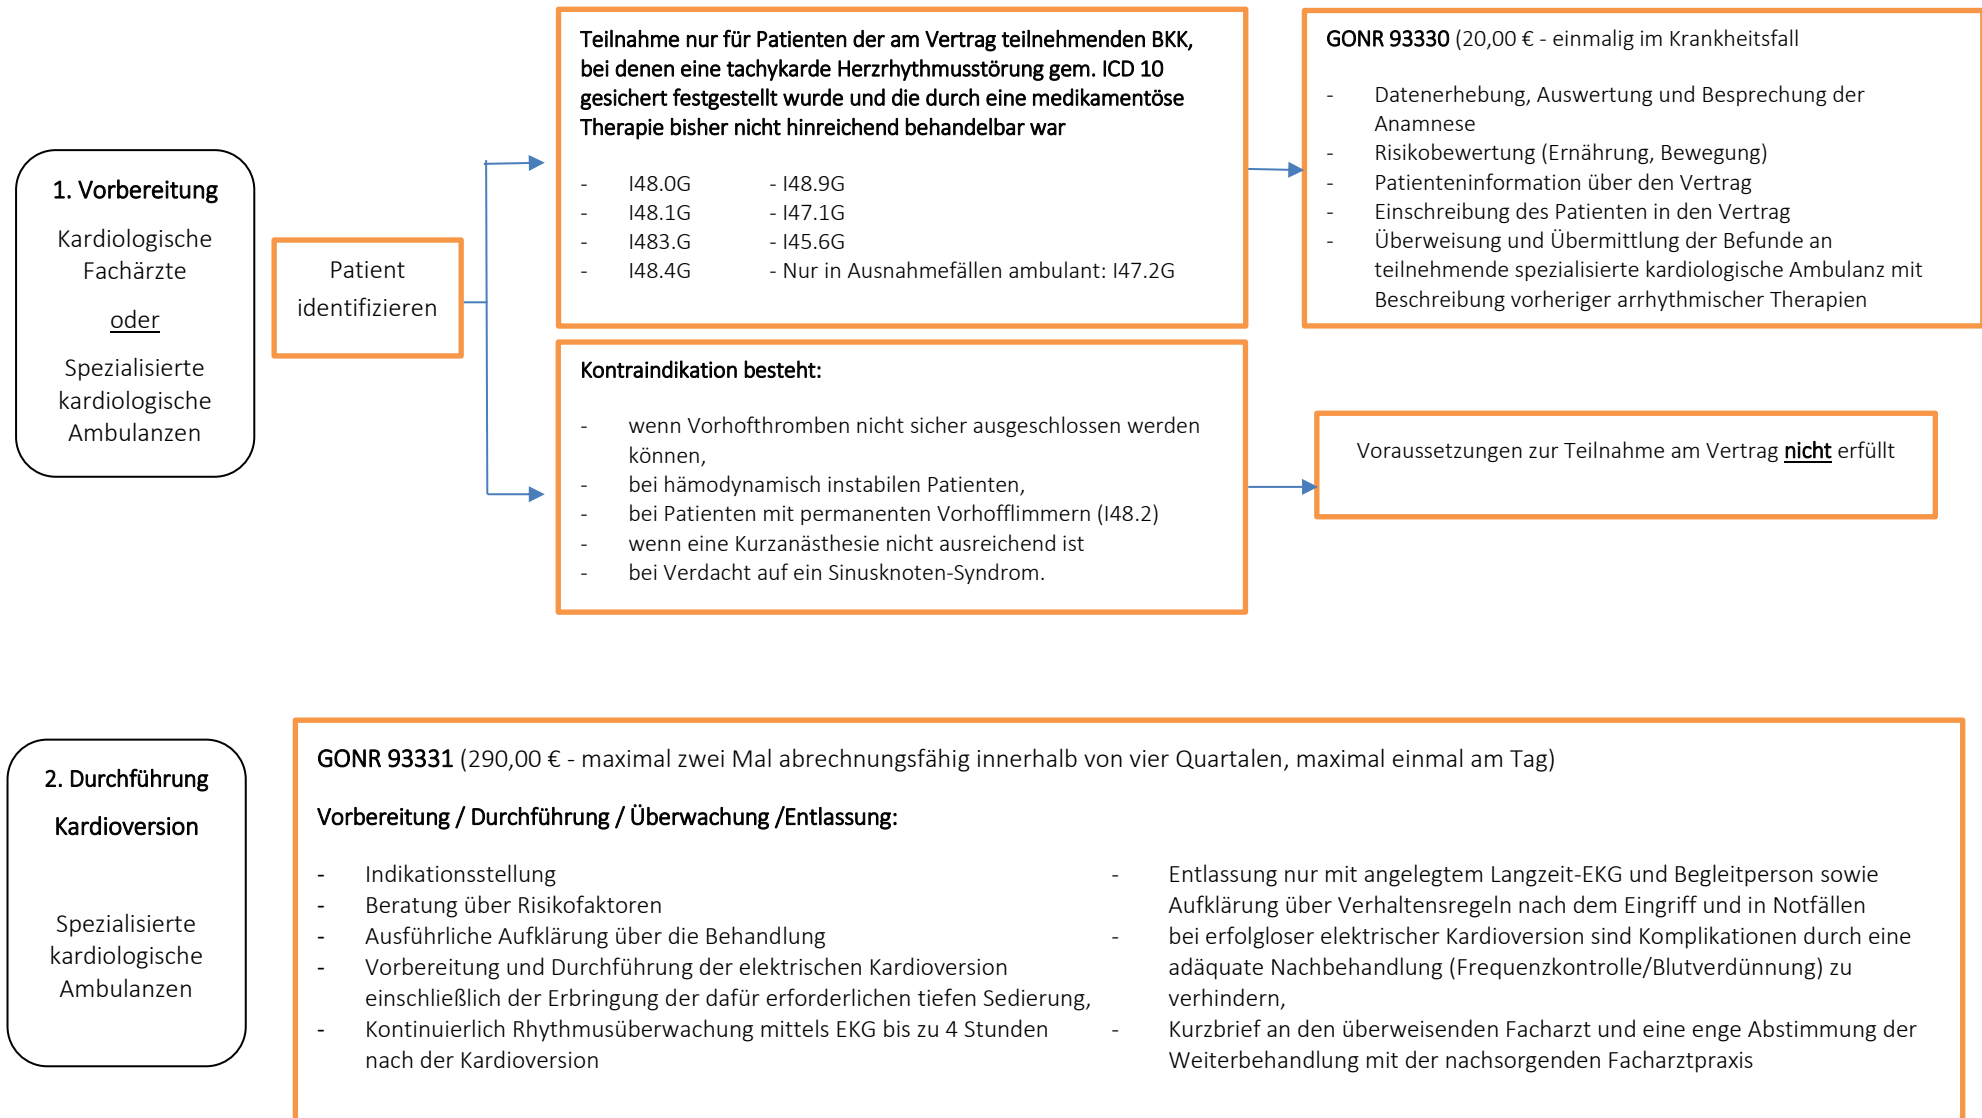 1. Vorbereitung
Kardiologische
Fachärzte
oder
Spezialisierte
kardiologische
Ambulanzen
Patient
identifizieren
Teilnahme nur für Patienten der am Vertrag teilnehmenden BKK,
bei denen eine tachykarde Herzrhythmusstörung gem. ICD 10
gesichert festgestellt wurde und die durch eine medikamentöse
Therapie bisher nicht hinreichend behandelbar war
- I48.0G - I48.9G
- I48.1G - I47.1G
- I483.G - I45.6G
- I48.4G - Nur in Ausnahmefällen ambulant: I47.2G
GONR 93330 (20,00 € - einmalig im Krankheitsfall
- Datenerhebung, Auswertung und Besprechung der
Anamnese
- Risikobewertung (Ernährung, Bewegung)
- Patienteninformation über den Vertrag
- Einschreibung des Patienten in den Vertrag
- Überweisung und Übermittlung der Befunde an
teilnehmende spezialisierte kardiologische Ambulanz mit
Beschreibung vorheriger arrhythmischer Therapien
Kontraindikation besteht:
- wenn Vorhofthromben nicht sicher ausgeschlossen werden
können,
- bei hämodynamisch instabilen Patienten,
- bei Patienten mit permanenten Vorhofflimmern (I48.2)
- wenn eine Kurzanästhesie nicht ausreichend ist
- bei Verdacht auf ein Sinusknoten-Syndrom.
Voraussetzungen zur Teilnahme am Vertrag nicht erfüllt
2. Durchführung
Kardioversion
Spezialisierte
kardiologische
Ambulanzen
GONR 93331 (290,00 € - maximal zwei Mal abrechnungsfähig innerhalb von vier Quartalen, maximal einmal am Tag)
Vorbereitung / Durchführung / Überwachung /Entlassung:
- Indikationsstellung
- Beratung über Risikofaktoren
- Ausführliche Aufklärung über die Behandlung
- Vorbereitung und Durchführung der elektrischen Kardioversion
einschließlich der Erbringung der dafür erforderlichen tiefen Sedierung,
- Kontinuierlich Rhythmusüberwachung mittels EKG bis zu 4 Stunden
nach der Kardioversion
- Entlassung nur mit angelegtem Langzeit-EKG und Begleitperson sowie
Aufklärung über Verhaltensregeln nach dem Eingriff und in Notfällen
- bei erfolgloser elektrischer Kardioversion sind Komplikationen durch eine
adäquate Nachbehandlung (Frequenzkontrolle/Blutverdünnung) zu
verhindern,
- Kurzbrief an den überweisenden Facharzt und eine enge Abstimmung der
Weiterbehandlung mit der nachsorgenden Facharztpraxis